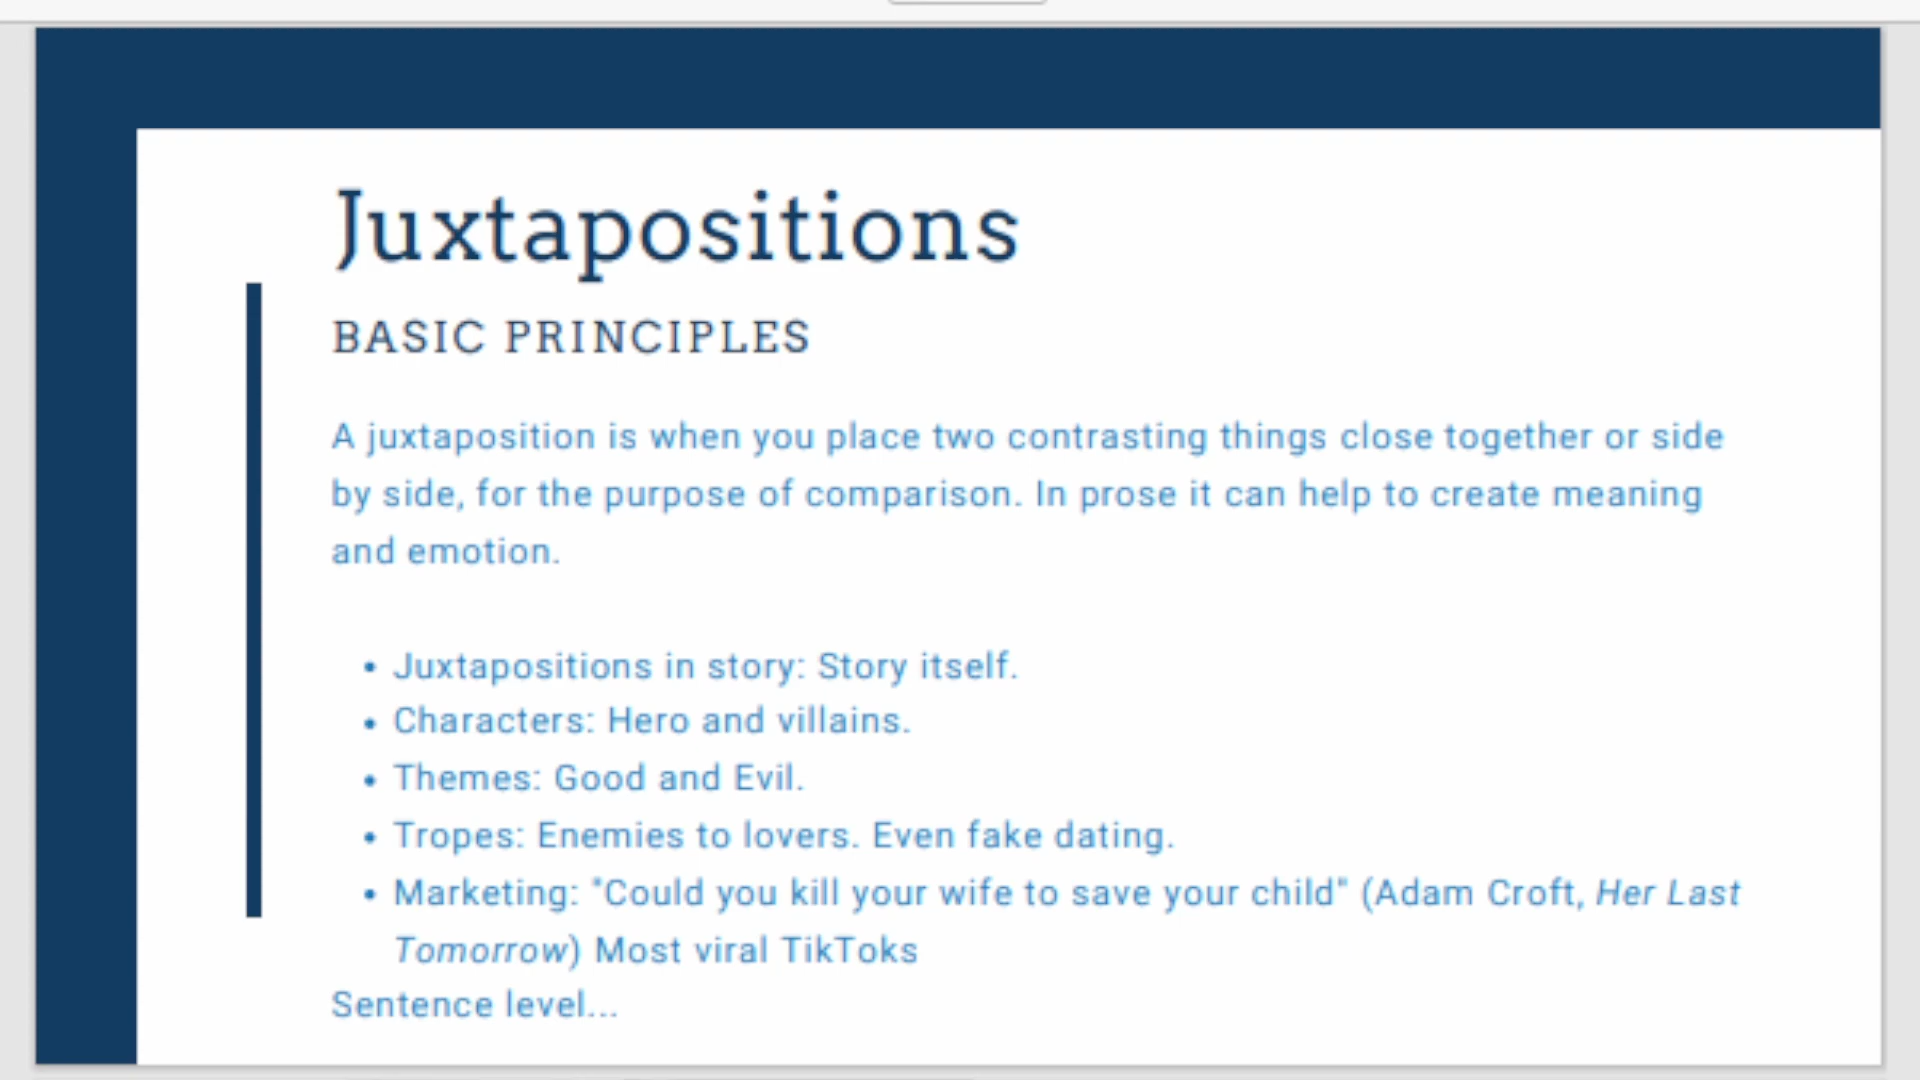 Juxtapositions
BASIC PRINCIPLES
A juxtaposition is when you place two contrasting things close together or side
by side, for the purpose of comparison. In prose it can help to create meaning
and emotion.
• Juxtapositions in story: Story itself.
• Characters: Hero and villains.
• Themes: Good and Evil.
• Tropes: Enemies to lovers. Even fake dating.
• Marketing: "Could you kill your wife to save your child" (Adam Croft, Her Last
Tomorrow) Most viral TikToks
Sentence level...